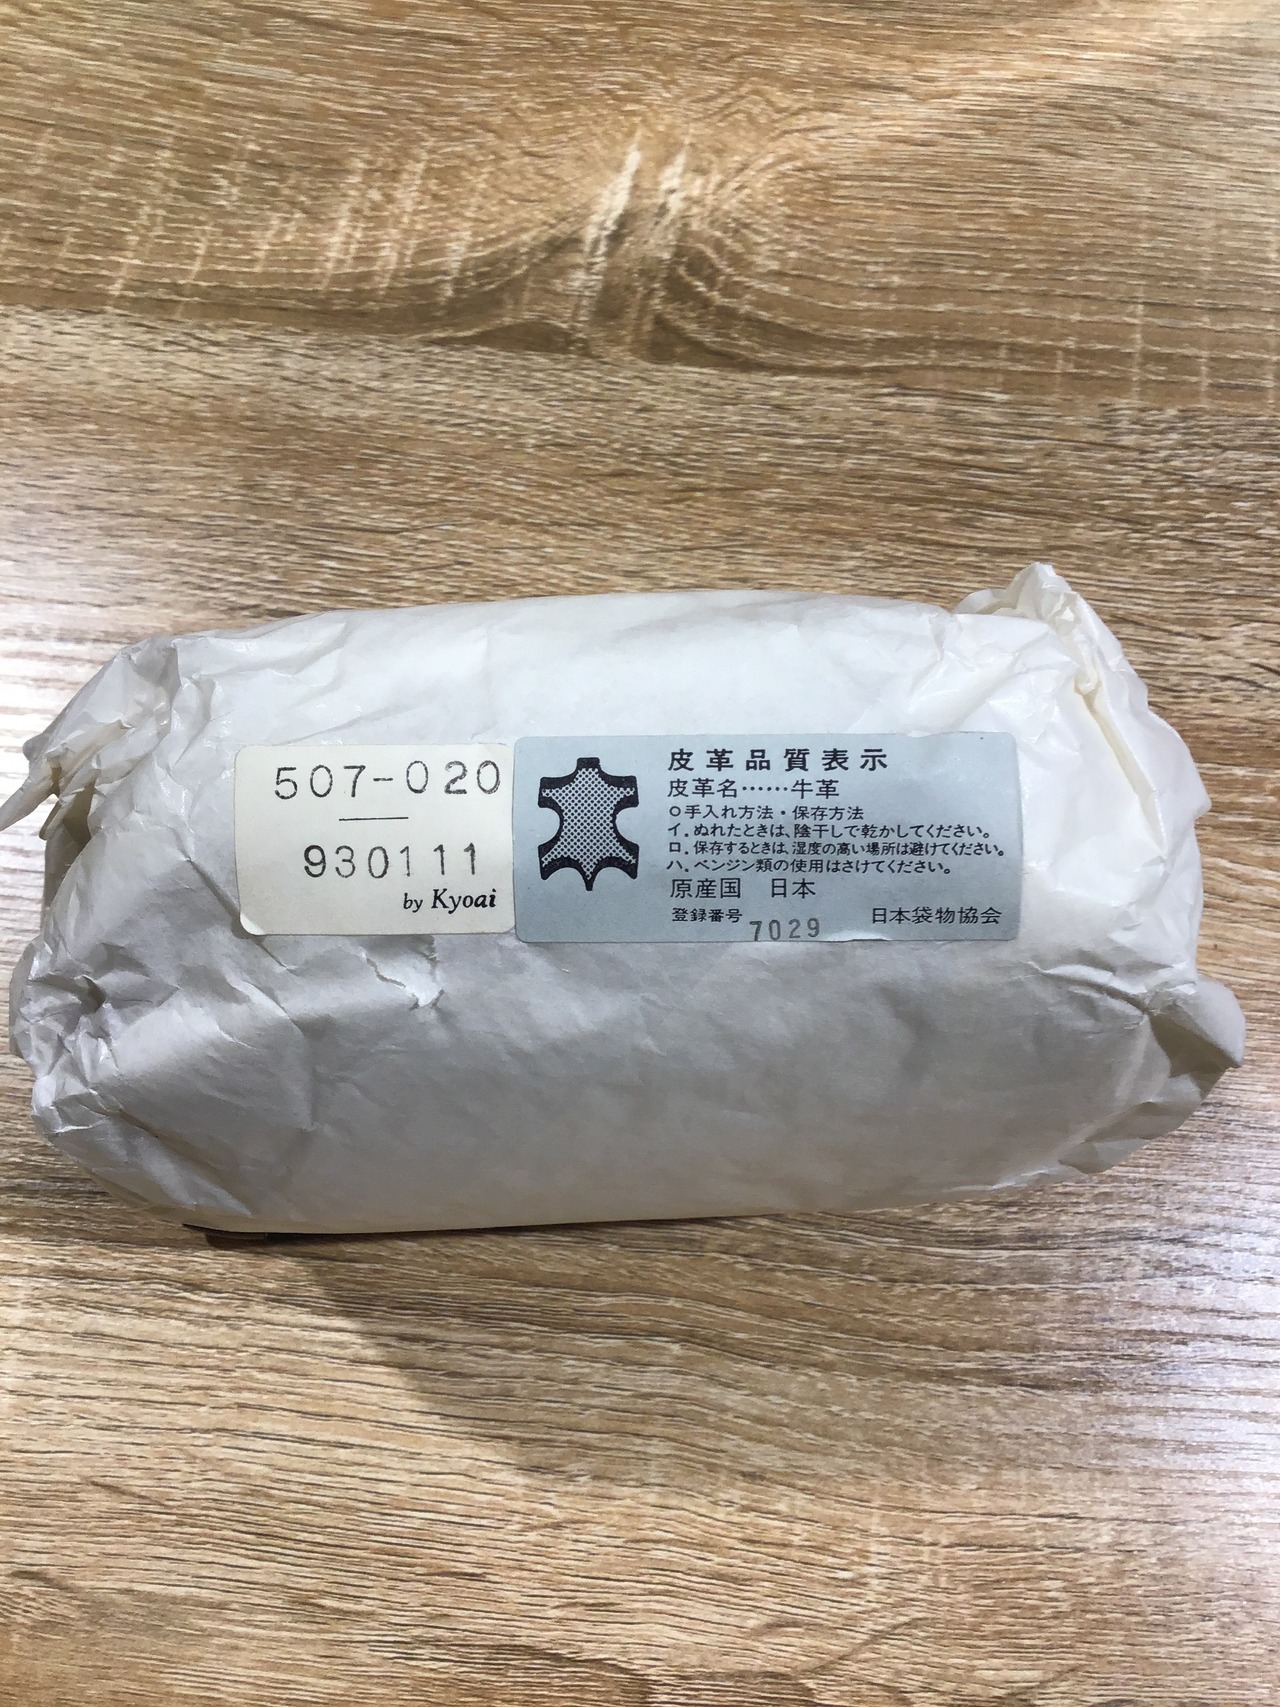 507-020
930111
by Kyoai
皮革品質表示
皮革名……牛革
○手入れ方法・保存方法
イ.ぬれたときは、陰干しで乾かしてください。
ロ.保存するときは、湿度の高い場所は避けてください。
ハ.ベンジン類の使用はさけてください。
原産国 日本
登録番号 7029 日本袋物協会